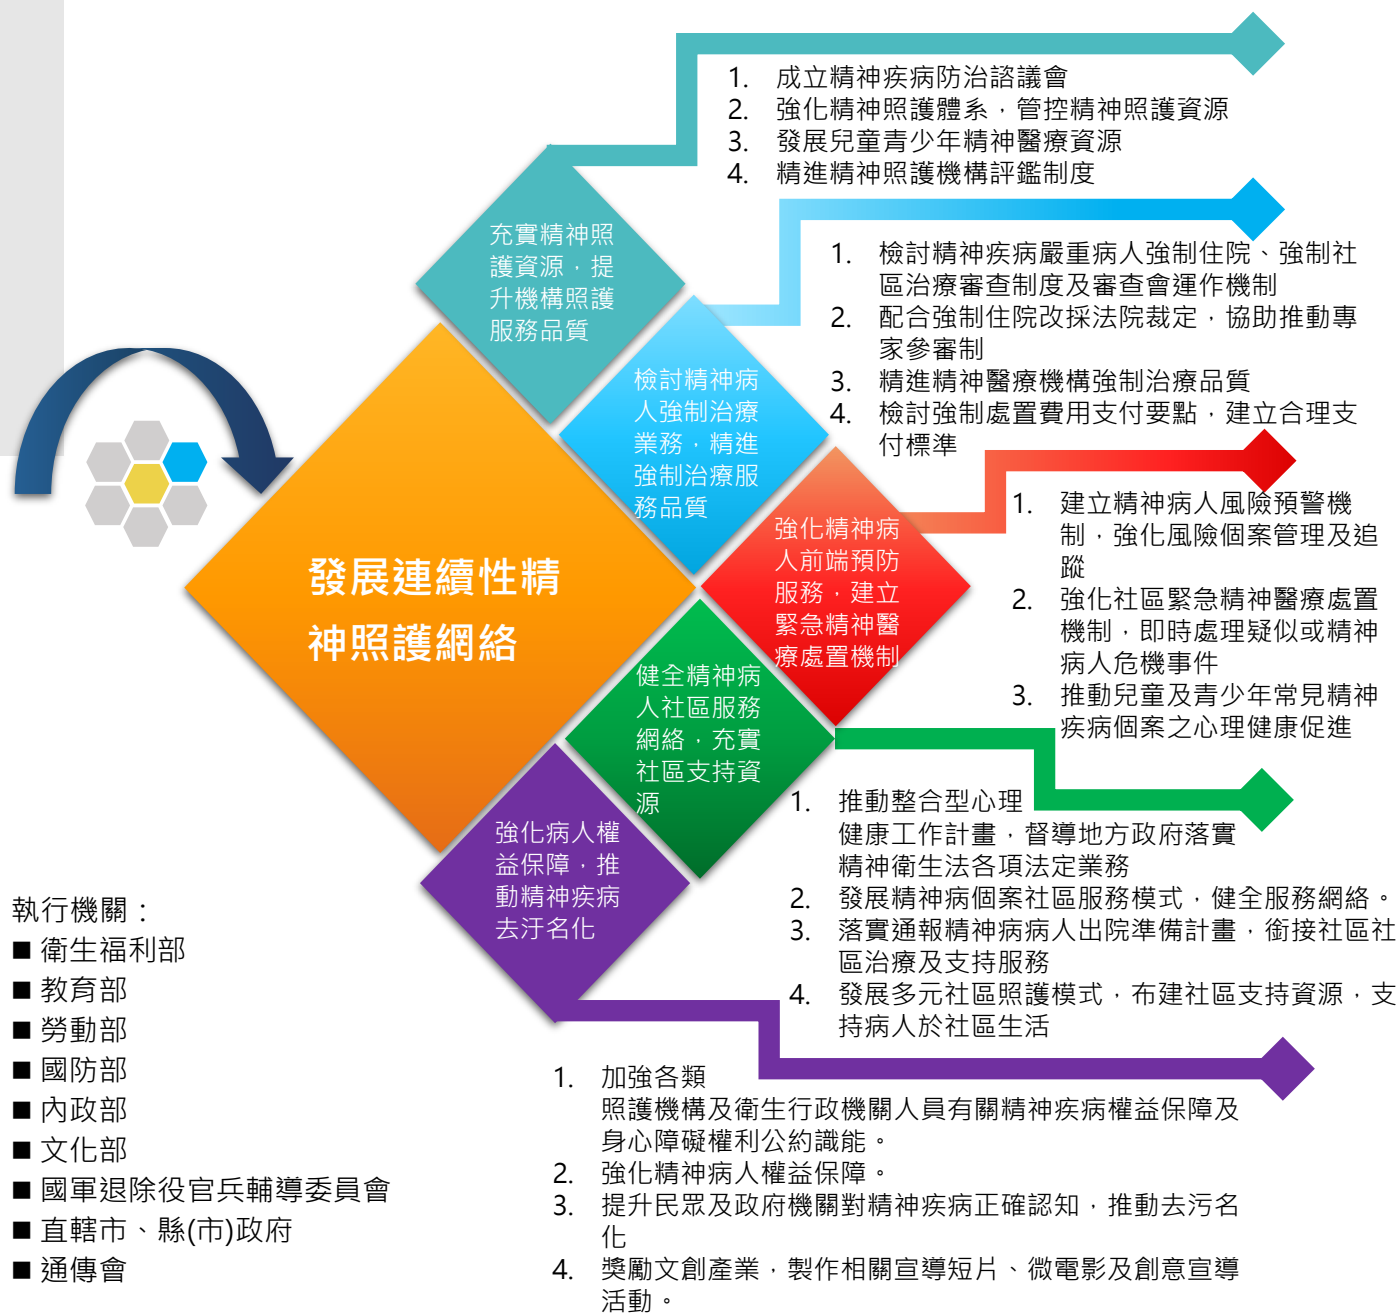 1. 成立精神疾病防治諮議會
2. 強化精神照護體系，管控精神照護資源
3. 發展兒童青少年精神醫療資源
4. 精進精神照護機構評鑑制度
充實精神照
護資源，提
升機構照護
服務品質
1. 檢討精神疾病嚴重病人強制住院、強制社
區治療審查制度及審查會運作機制
2. 配合強制住院改採法院裁定，協助推動專
家參審制
3. 精進精神醫療機構強制治療品質
4. 檢討強制處置費用支付要點，建立合理支
付標準
檢討精神病
人強制治療
業務，精進
強制治療服
務品質
1. 建立精神病人風險預警機
制，強化風險個案管理及追
蹤
2. 強化社區緊急精神醫療處置
機制，即時處理疑似或精神
病人危機事件
3. 推動兒童及青少年常見精神
疾病個案之心理健康促進
強化精神病
人前端預防
服務，建立
緊急精神醫
療處置機制
發展連續性精
神照護網絡
健全精神病
人社區服務
網絡，充實
社區支持資
源
1. 推動整合型心理
健康工作計畫，督導地方政府落實
精神衛生法各項法定業務
2. 發展精神病個案社區服務模式，健全服務網絡。
3. 落實通報精神病病人出院準備計畫，銜接社區社
區治療及支持服務
4. 發展多元社區照護模式，布建社區支持資源，支
持病人於社區生活
強化病人權
益保障，推
動精神疾病
去汙名化
1. 加強各類
照護機構及衛生行政機關人員有關精神疾病權益保障及
身心障礙權利公約識能。
2. 強化精神病人權益保障。
3. 提升民眾及政府機關對精神疾病正確認知，推動去污名
化
4. 獎勵文創產業，製作相關宣導短片、微電影及創意宣導
活動。
執行機關：
■ 衛生福利部
■ 教育部
■ 勞動部
■ 國防部
■ 內政部
■ 文化部
■ 國軍退除役官兵輔導委員會
■ 直轄市、縣(市)政府
■ 通傳會